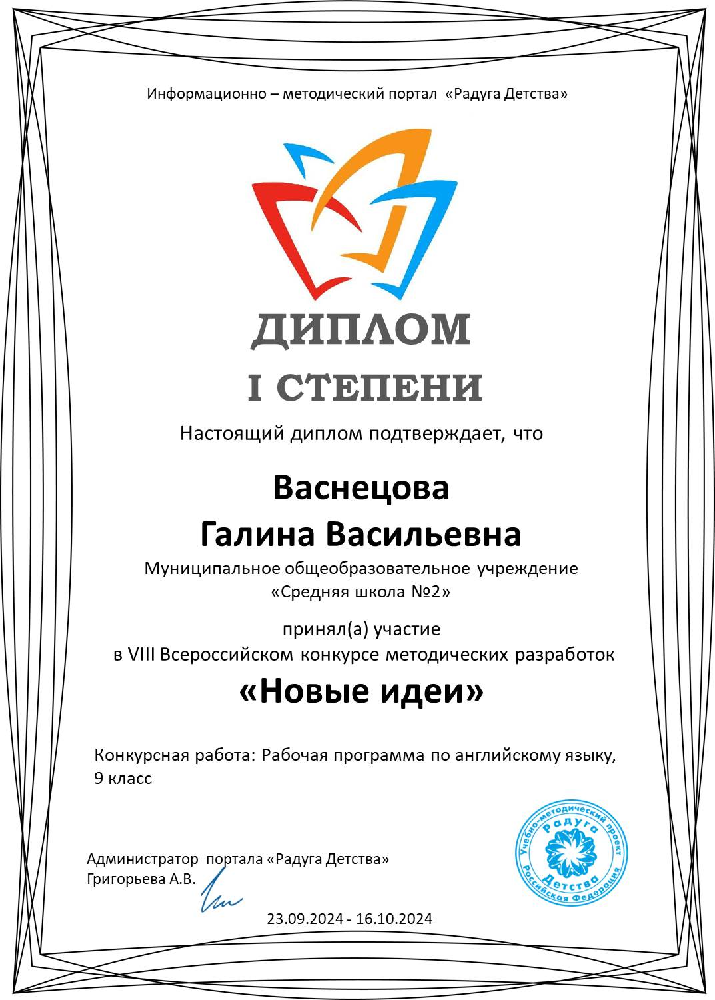 Информационно – методический портал «Радуга Детства»
ДИПЛОМ
I СТЕПЕНИ
Настоящий диплом подтверждает, что
Васнецова
Галина Васильевна
Муниципальное общеобразовательное учреждение
«Средняя школа №2»
принял(а) участие
в VIII Всероссийском конкурсе методических разработок
«Новые идеи»
Конкурсная работа: Рабочая программа по английскому языку,
9 класс
Учебно-методический проект
Радуга
Детства
Российская Федерация
Администратор портала «Радуга Детства»
Григорьева А.В.
23.09.2024 - 16.10.2024